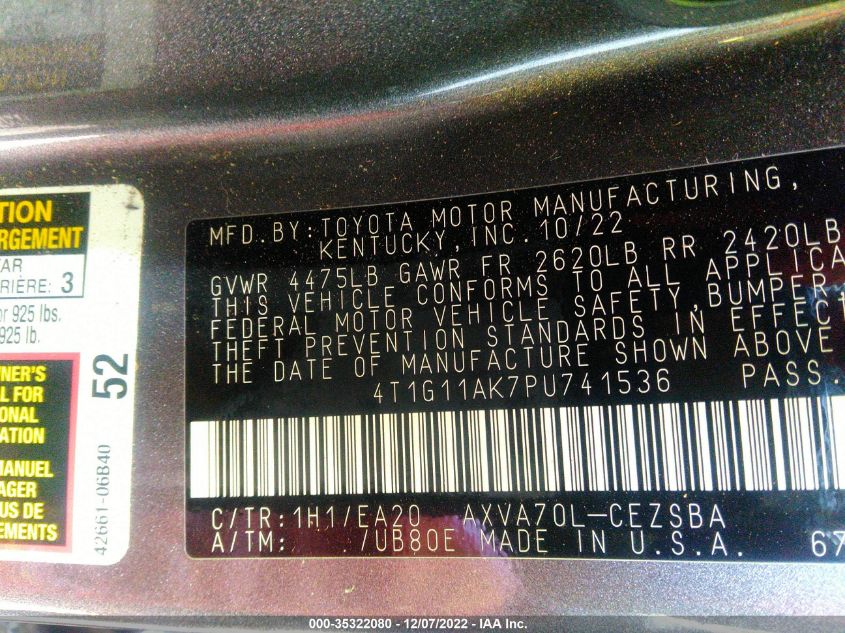 TION
RGEMENT
AR
RIÈRE: 3
or 925 lbs.
925 lb.
NER'S
L FOR
ONAL
ATION
MANUEL
AGER
US DE
EMENTS
52
42661-06B40
MFD.BY:TOYOTA MOTOR MANUFACTURING,
KENTUCKY,INC.10/22
GVWR 4475LB GAWR FR 2620LB RR 2420LB
THIS VEHICLE CONFORMS TO ALL APPLICA
FEDERAL MOTOR VEHICLE SAFETY,BUMPER,
THEFT PREVENTION STANDARDS IN EFFECT
THE DATE OF MANUFACTURE SHOWN ABOVE
4T1G11AK7PU741536 PASS.
C/TR:1H1/EA20 AXVA70L-CEZSBA
A/TM: /UB80E MADE IN U.S.A. 67
000-35322080 - 12/07/2022 - IAA Inc.